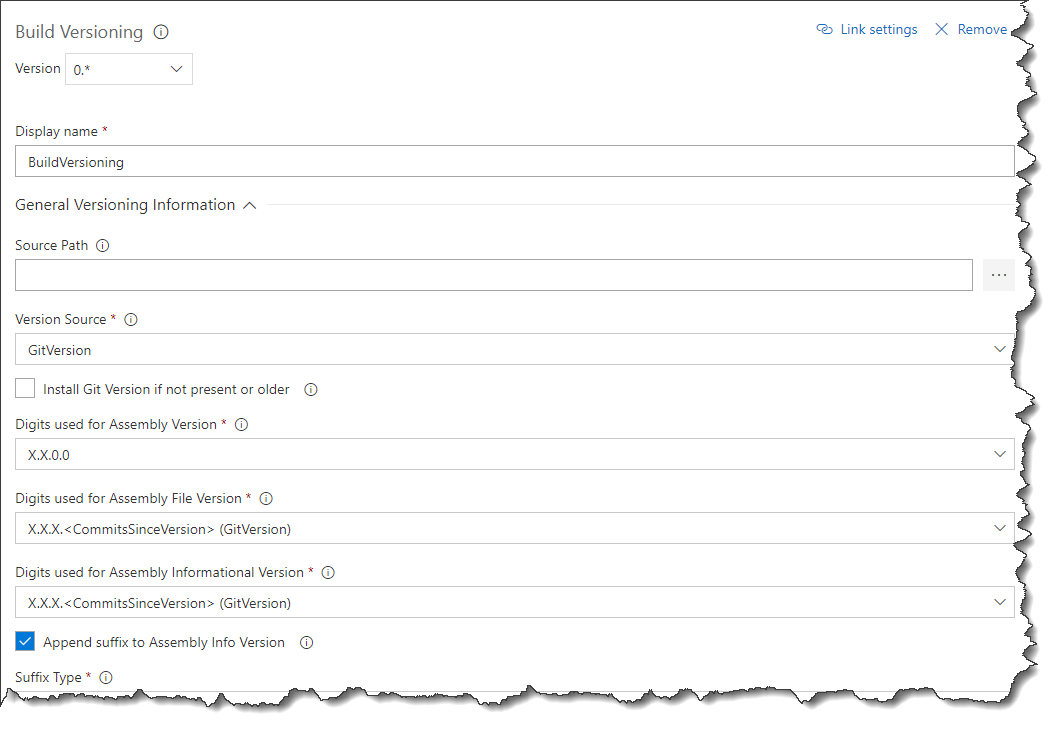 Build Versioning
Link settings
Remove
Version 0.*
Display name *
BuildVersioning
General Versioning Information
Source Path
...
Version Source *
GitVersion
Install Git Version if not present or older
Digits used for Assembly Version *
X.X.0.0
Digits used for Assembly File Version *
X.X.X.<CommitsSinceVersion> (GitVersion)
Digits used for Assembly Informational Version *
X.X.X.<CommitsSinceVersion> (GitVersion)
Append suffix to Assembly Info Version
Suffix Type *